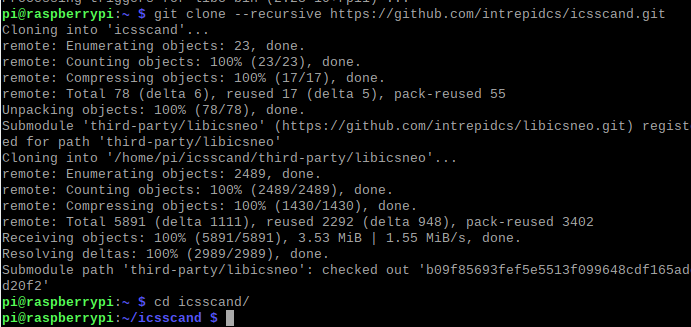 pi@raspberrypi:~ $ git clone --recursive https://github.com/intrepidcs/icsscand.git
Cloning into 'icsscand'...
remote: Enumerating objects: 23, done.
remote: Counting objects: 100% (23/23), done.
remote: Compressing objects: 100% (17/17), done.
remote: Total 78 (delta 6), reused 17 (delta 5), pack-reused 55
Unpacking objects: 100% (78/78), done.
Submodule 'third-party/libicsneo' (https://github.com/intrepidcs/libicsneo.git) regist
ed for path 'third-party/libicsneo'
Cloning into '/home/pi/icsscand/third-party/libicsneo'...
remote: Enumerating objects: 2489, done.
remote: Counting objects: 100% (2489/2489), done.
remote: Compressing objects: 100% (1430/1430), done.
remote: Total 5891 (delta 1111), reused 2292 (delta 948), pack-reused 3402
Receiving objects: 100% (5891/5891), 3.53 MiB | 1.55 MiB/s, done.
Resolving deltas: 100% (2989/2989), done.
Submodule path 'third-party/libicsneo': checked out 'b09f85693fef5e5513f099648cdf165ad
d20f2'
pi@raspberrypi:~ $ cd icsscand/
pi@raspberrypi:~/icsscand $